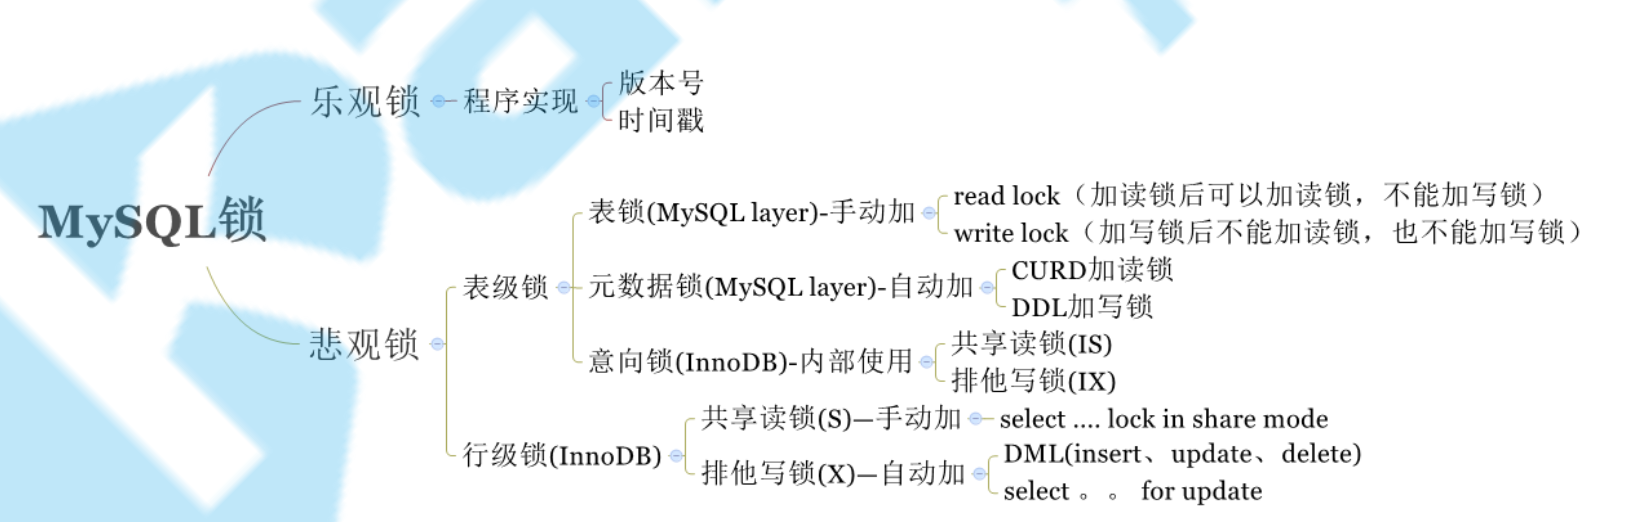 MySQL锁
乐观锁
程序实现
版本号
时间戳
悲观锁
表级锁
表锁(MySQL layer)-手动加
read lock（加读锁后可以加读锁，不能加写锁）
write lock（加写锁后不能加读锁，也不能加写锁）
元数据锁(MySQL layer)-自动加
CURD加读锁
DDL加写锁
意向锁(InnoDB)-内部使用
共享读锁(IS)
排他写锁(IX)
行级锁(InnoDB)
共享读锁(S)—手动加
select .... lock in share mode
排他写锁(X)—自动加
DML(insert、update、delete)
select 。。 for update